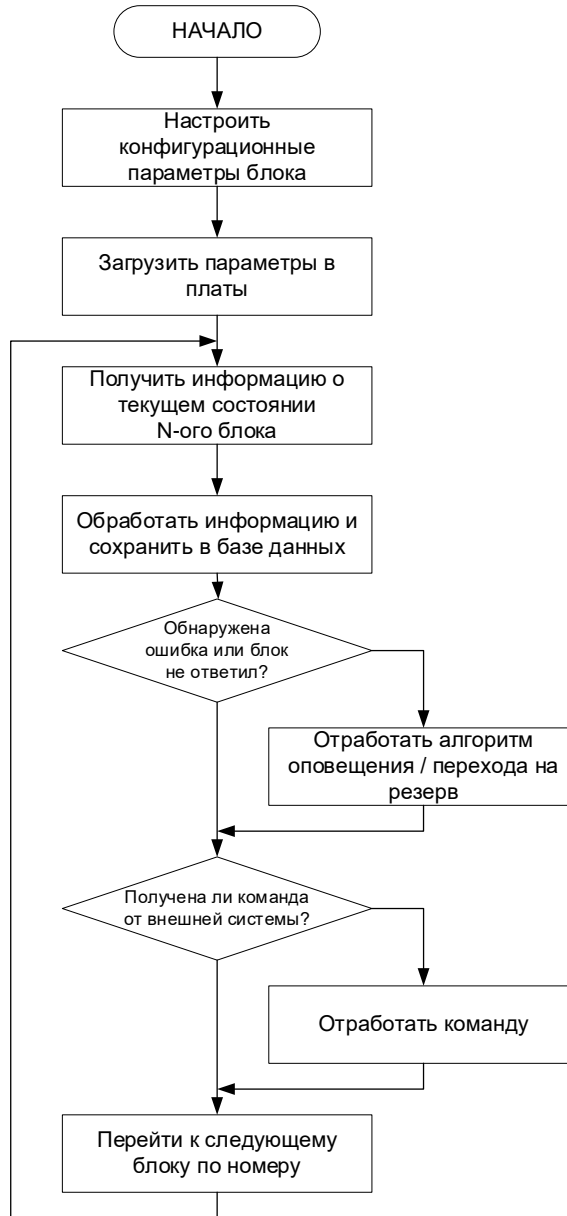 НАЧАЛО
Настроить
конфигурационные
параметры блока
Загрузить параметры в
платы
Получить информацию о
текущем состоянии
N-ого блока
Обработать информацию и
сохранить в базе данных
Обнаружена
ошибка или блок
не ответил?
Отработать алгоритм
оповещения / перехода на
резерв
Получена ли команда
от внешней системы?
Отработать команду
Перейти к следующему
блоку по номеру